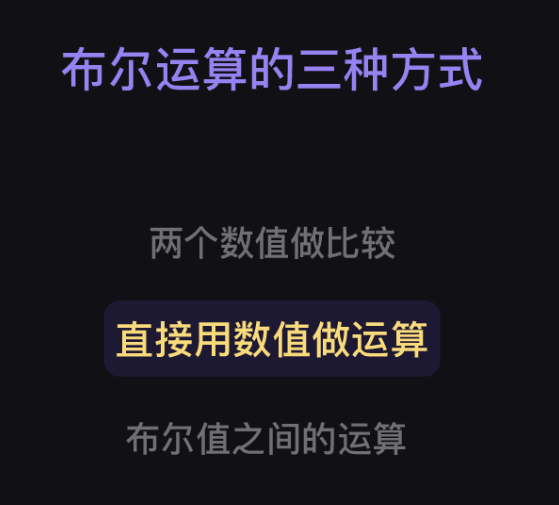 布尔运算的三种方式
两个数值做比较
直接用数值做运算
布尔值之间的运算